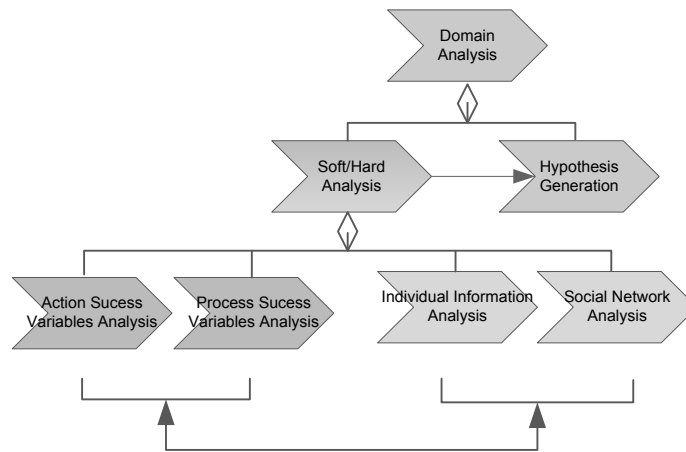 Domain
Analysis
Soft/Hard
Analysis
Hypothesis
Generation
Action Sucess
Variables Analysis
Process Sucess
Variables Analysis
Individual Information
Analysis
Social Network
Analysis